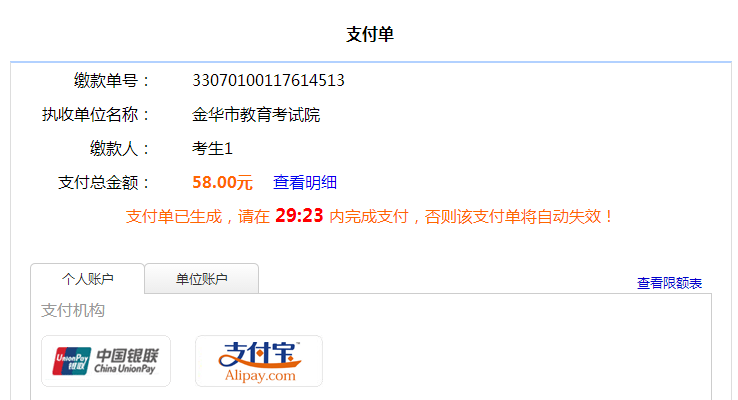 支付单
缴款单号： 33070100117614513
执收单位名称： 金华市教育考试院
缴款人： 考生1
支付总金额： 58.00元 查看明细
支付单已生成，请在 29:23 内完成支付，否则该支付单将自动失效！
个人账户 单位账户 查看限额表
支付机构
UnionPay 银联 中国银联 China UnionPay
支付宝™ Alipay.com